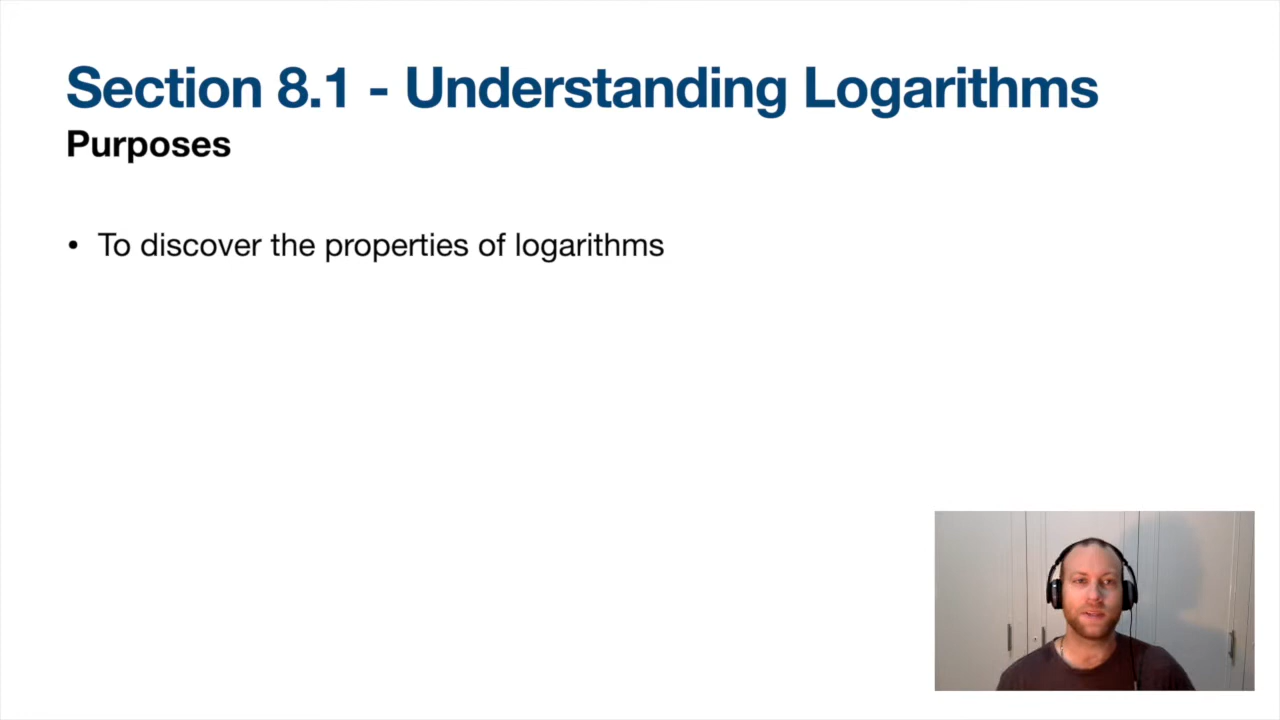 Section 8.1 - Understanding Logarithms
Purposes
• To discover the properties of logarithms